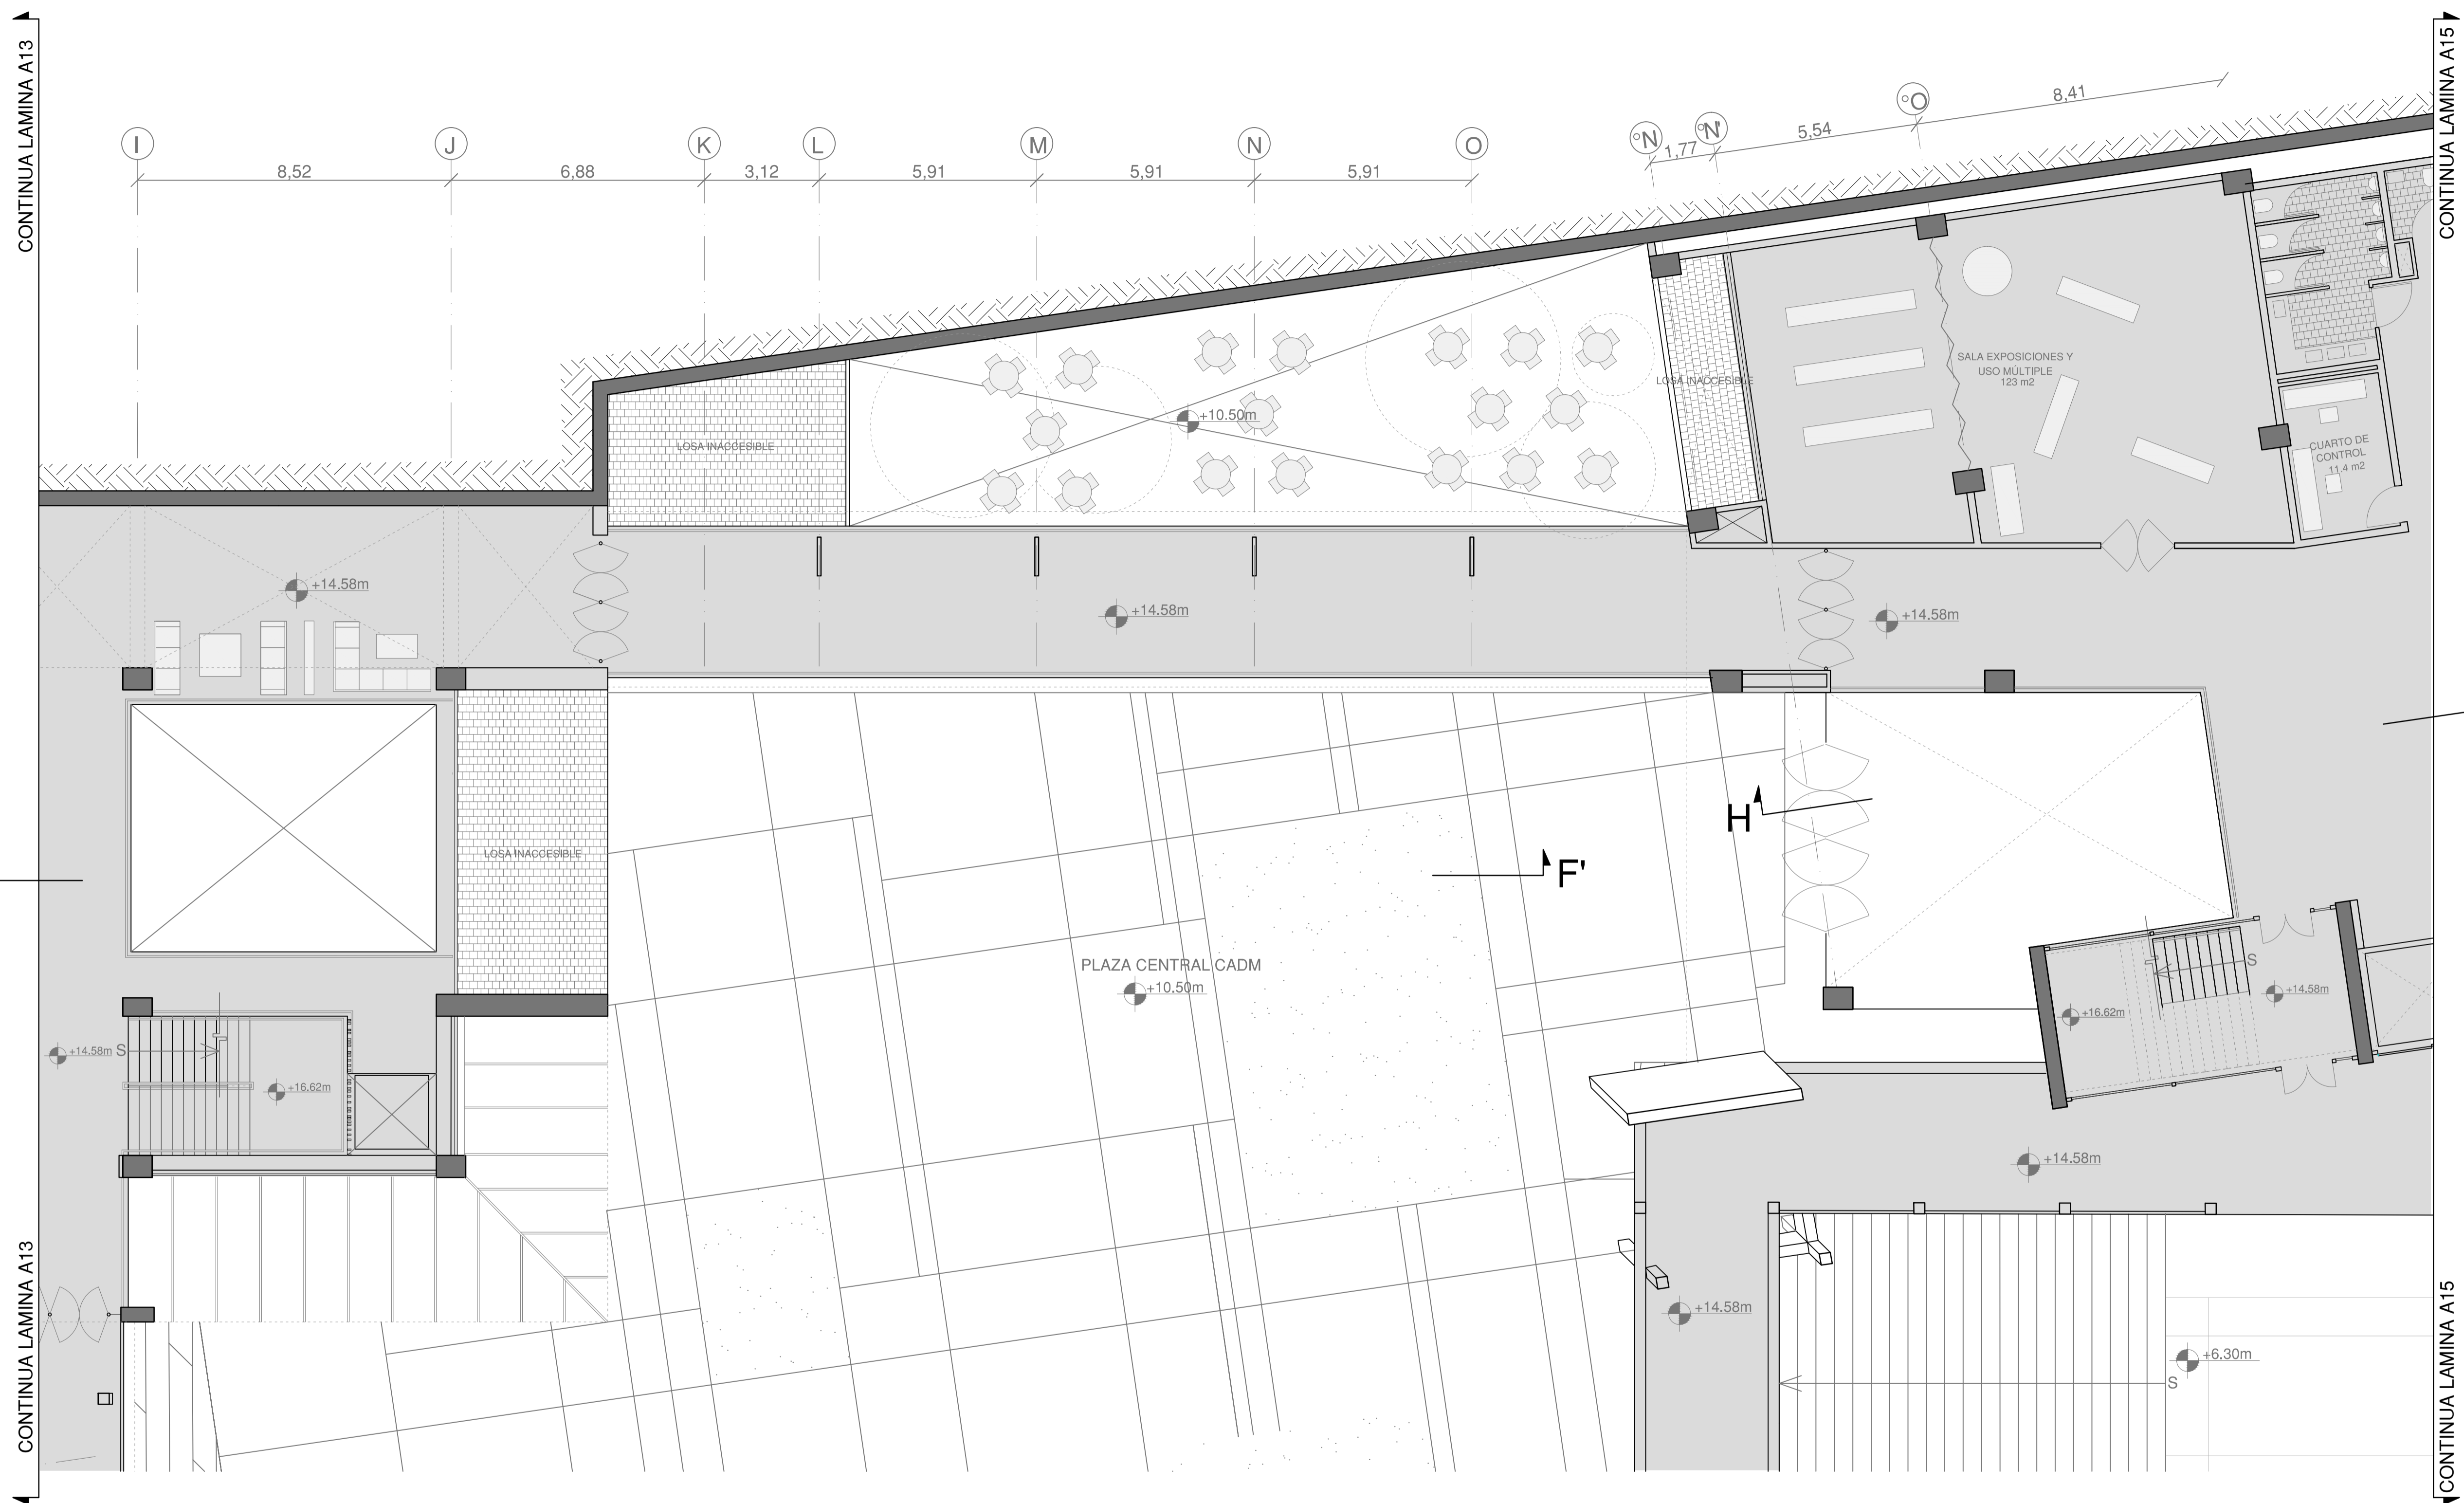 CONTINUA LAMINA A13
CONTINUA LAMINA A15
I
J
K
L
M
N
O
°N
°N'
°O
8,52
6,88
3,12
5,91
5,91
5,91
1,77
5,54
8,41
LOSA INACCESIBLE
+10.50m
LOSA INACCESIBLE
SALA EXPOSICIONES Y
USO MÚLTIPLE
123 m2
CUARTO DE
CONTROL
11.4 m2
+14.58m
+14.58m
+14.58m
LOSA INACCESIBLE
H
F'
PLAZA CENTRAL CADM
+10.50m
S
+14.58m
+16.62m
+14.58m
S
+16.62m
+14.58m
+14.58m
+6.30m
S
CONTINUA LAMINA A13
CONTINUA LAMINA A15